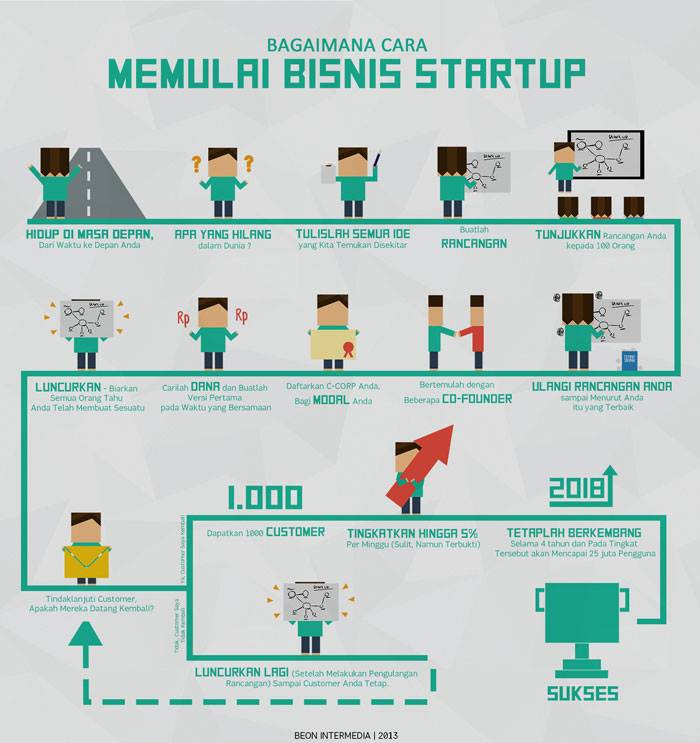 BAGAIMANA CARA
MEMULAI BISNIS STARTUP
HIDUP DI MASA DEPAN,
Dari Waktu ke Depan Anda
APA YANG HILANG
dalam Dunia ?
TULISLAH SEMUA IDE
yang Kita Temukan Disekitar
Buatlah
RANCANGAN
TUNJUKKAN Rancangan Anda
kepada 100 Orang
LUNCURKAN - Biarkan
Semua Orang Tahu
Anda Telah Membuat Sesuatu
Rp
Rp
Carilah DANA dan Buatlah
Versi Pertama
pada Waktu yang Bersamaan
Daftarkan C-CORP Anda,
Bagi MODAL Anda
Bertemulah dengan
Beberapa CO-FOUNDER
ULANGI RANCANGAN ANDA
sampai Menurut Anda
itu yang Terbaik
1.000
Dapatkan 1000 CUSTOMER
TINGKATKAN HINGGA 5%
Per Minggu (Sulit, Namun Terbukti)
2018
TETAPLAH BERKEMBANG
Selama 4 tahun dan Pada Tingkat
Tersebut akan Mencapai 25 juta Pengguna
Tindaklanjuti Customer,
Apakah Mereka Datang Kembali?
Ya, Customer Saya Kembali
Tidak, Customer Saya
Tidak Kembali
LUNCURKAN LAGI (Setelah Melakukan Pengulangan
Rancangan) Sampai Customer Anda Tetap.
SUKSES
BEON INTERMEDIA | 2013